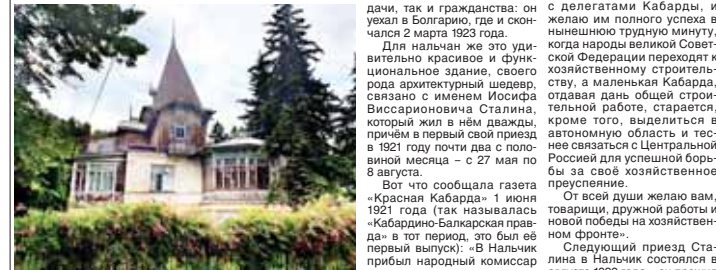 дачи, так и гражданства: он
уехал в Болгарию, где и скон-
чался 2 марта 1923 года.
Для нальчан же это уди-
вительно красивое и функ-
циональное здание, своего
рода архитектурный шедевр,
связано с именем Иосифа
Виссарионовича Сталина,
который жил в нём дважды,
причём в первый свой приезд
в 1921 году почти два с поло-
виной месяца – с 27 мая по
8 августа.
Вот что сообщала газета
«Красная Кабарда» 1 июня
1921 года (так называлась
«Кабардино-Балкарская прав-
да» в тот период, это был её
первый выпуск): «В Нальчик
прибыл народный комиссар
с делегатами Кабарды, и
желаю им полного успеха в
нынешнюю трудную минуту,
когда народы великой Совет-
ской Федерации переходят к
хозяйственному строитель-
ству, а маленькая Кабарда,
отдавая дань общей строи-
тельной работе, старается,
кроме того, выделиться в
автономную область и тес-
нее связаться с Центральной
Россией для успешной борь-
бы за своё хозяйственное
преуспеяние.
От всей души желаю вам,
товарищи, дружной работы и
новой победы на хозяйствен-
ном фронте».
Следующий приезд Ста-
лина в Нальчик состоялся в